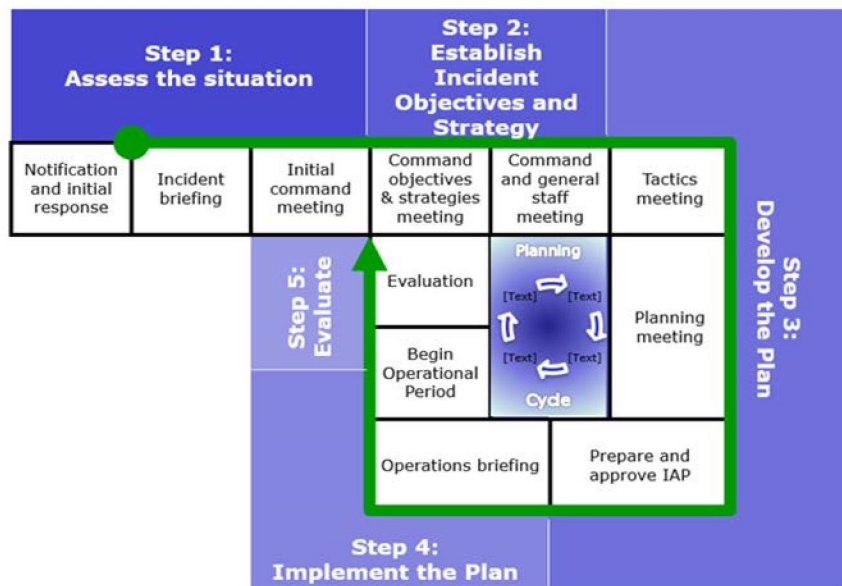 Step 1:
Assess the situation
Step 2:
Establish
Incident
Objectives and
Strategy
Notification
and initial
response
Incident
briefing
Initial
command
meeting
Command
objectives
& strategies
meeting
Command
and general
staff
meeting
Tactics
meeting
Step 3:
Develop the Plan
Step 5:
Evaluate
Evaluation
Planning
[Text]
[Text]
[Text]
[Text]
Cycle
Planning
meeting
Begin
Operational
Period
Operations briefing
Prepare and
approve IAP
Step 4:
Implement the Plan